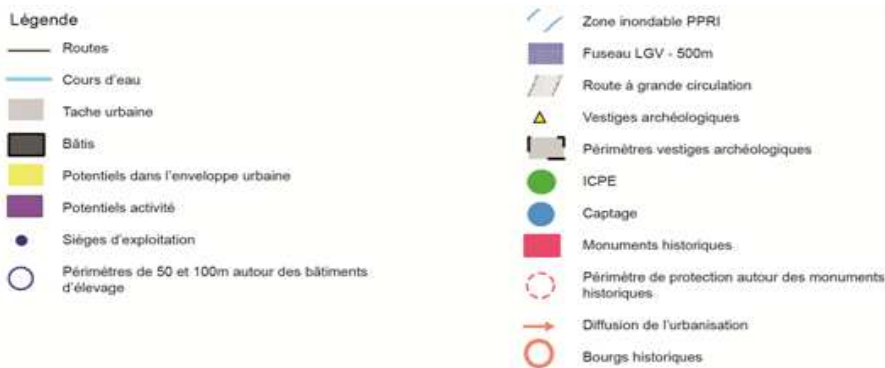 Légende
Routes
Cours d'eau
Tache urbaine
Bâtis
Potentiels dans l'enveloppe urbaine
Potentiels activité
Sièges d'exploitation
Périmètres de 50 et 100m autour des bâtiments
d'élevage
Zone inondable PPRI
Fuseau LGV - 500m
Route à grande circulation
Vestiges archéologiques
Périmètres vestiges archéologiques
ICPE
Captage
Monuments historiques
Périmètre de protection autour des monuments
historiques
Diffusion de l'urbanisation
Bourgs historiques